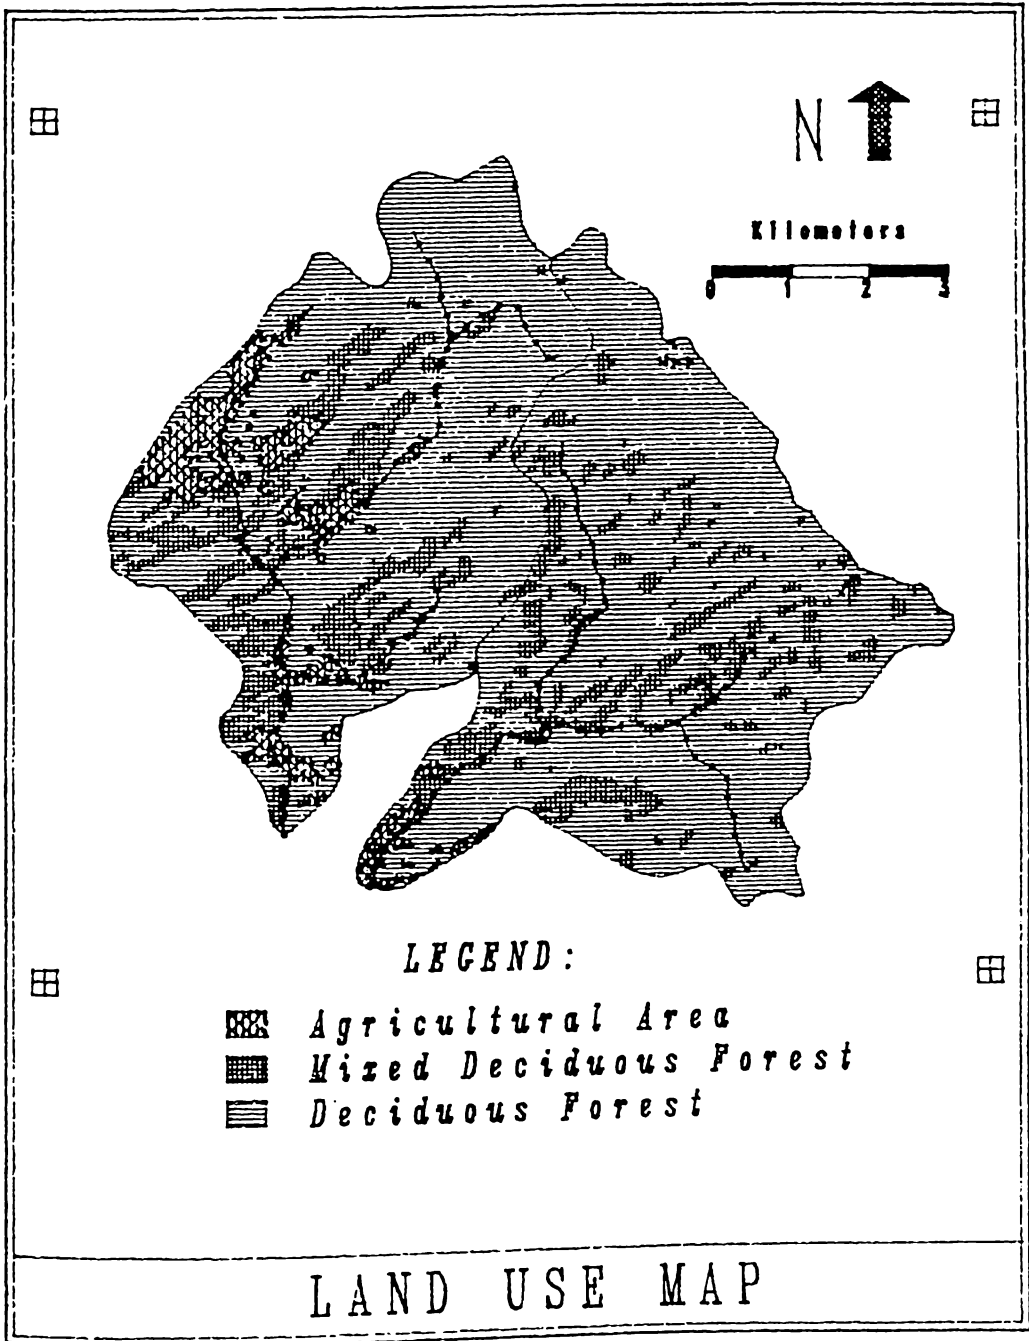 N
Kilometers
0 1 2 3
LEGEND:
Agricultural Area
Mixed Deciduous Forest
Deciduous Forest
LAND USE MAP